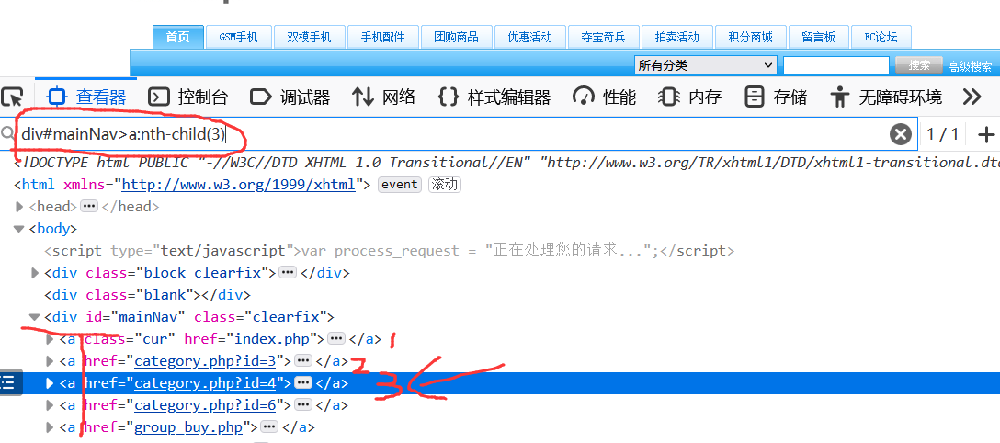 首页 GSM手机 双模手机 手机配件 团购商品 优惠活动 夺宝奇兵 拍卖活动 积分商城 留言板 EC论坛
所有分类 搜索 高级搜索
查看器 控制台 调试器 网络 {} 样式编辑器 性能 内存 存储 无障碍环境
div#mainNav>a:nth-child(3) 1 / 1 +
<!DOCTYPE html PUBLIC "-//W3C//DTD XHTML 1.0 Transitional//EN" "http://www.w3.org/TR/xhtml1/DTD/xhtml1-transitional.dtd
<html xmlns="http://www.w3.org/1999/xhtml"> event 滚动
<head>…</head>
<body>
<script type="text/javascript">var process_request = "正在处理您的请求...";</script>
<div class="block clearfix">…</div>
<div class="blank"></div>
<div id="mainNav" class="clearfix">
<a class="cur" href="index.php">…</a> 1
<a href="category.php?id=3">…</a> 2
<a href="category.php?id=4">…</a> 3
<a href="category.php?id=6">…</a>
<a href="group_buy.php">…</a>